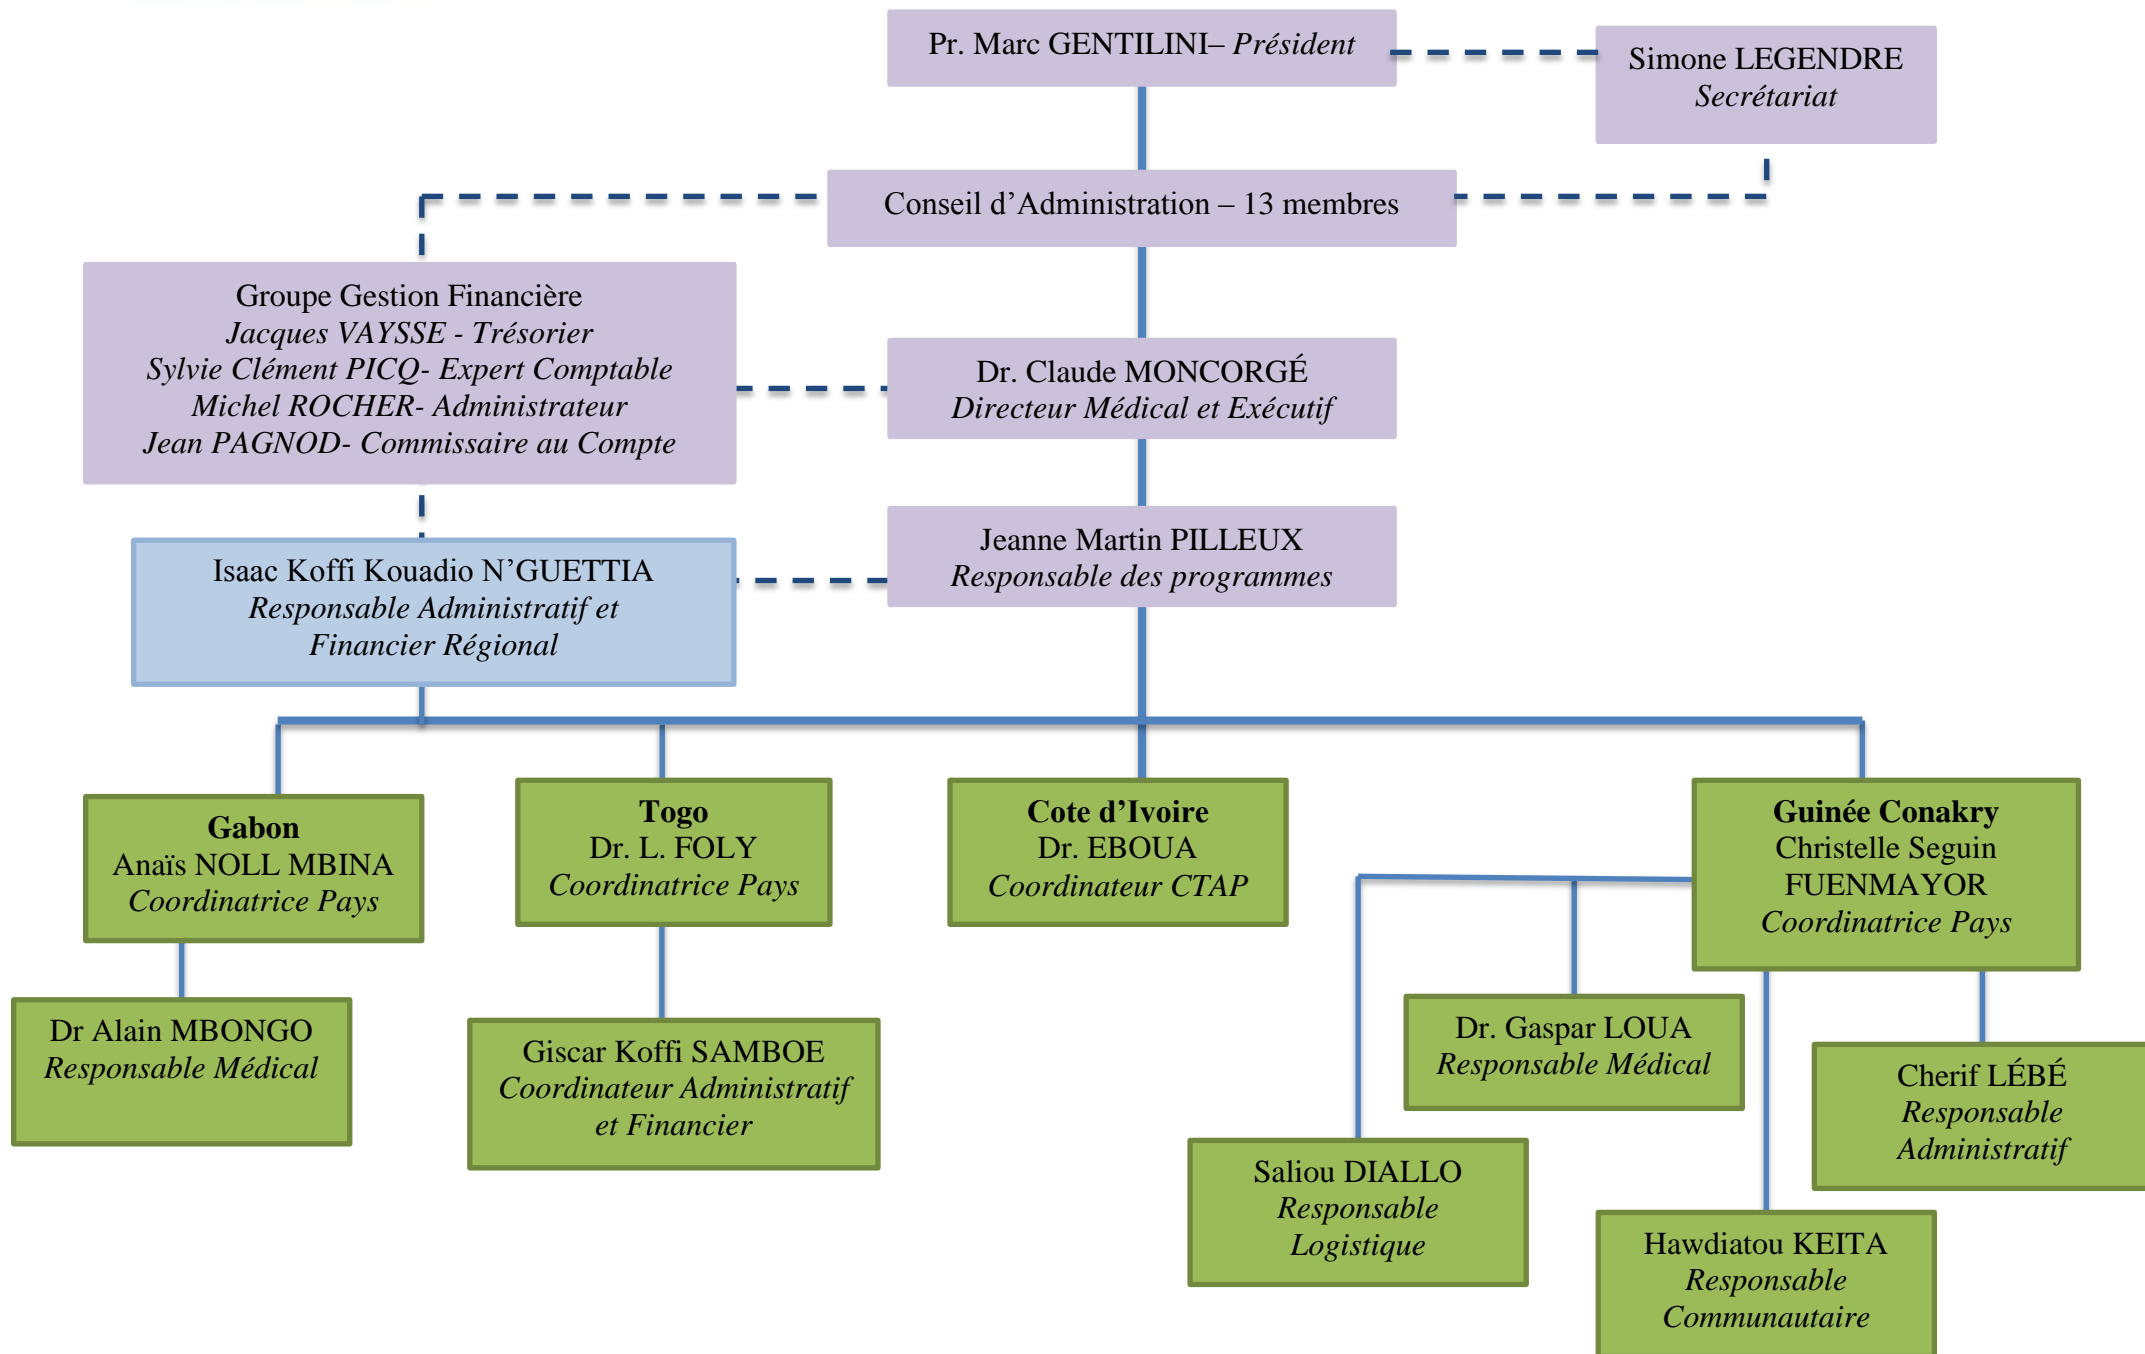 Pr. Marc GENTILINI– Président
Simone LEGENDRE
Secrétariat
Conseil d’Administration – 13 membres
Groupe Gestion Financière
Jacques VAYSSE - Trésorier
Sylvie Clément PICQ- Expert Comptable
Michel ROCHER- Administrateur
Jean PAGNOD- Commissaire au Compte
Dr. Claude MONCORGÉ
Directeur Médical et Exécutif
Jeanne Martin PILLEUX
Responsable des programmes
Isaac Koffi Kouadio N’GUETTIA
Responsable Administratif et
Financier Régional
Gabon
Anaïs NOLL MBINA
Coordinatrice Pays
Togo
Dr. L. FOLY
Coordinatrice Pays
Cote d’Ivoire
Dr. EBOUA
Coordinateur CTAP
Guinée Conakry
Christelle Seguin
FUENMAYOR
Coordinatrice Pays
Dr Alain MBONGO
Responsable Médical
Giscar Koffi SAMBOE
Coordinateur Administratif
et Financier
Dr. Gaspar LOUA
Responsable Médical
Cherif LÉBÉ
Responsable
Administratif
Saliou DIALLO
Responsable
Logistique
Hawdiatou KEITA
Responsable
Communautaire